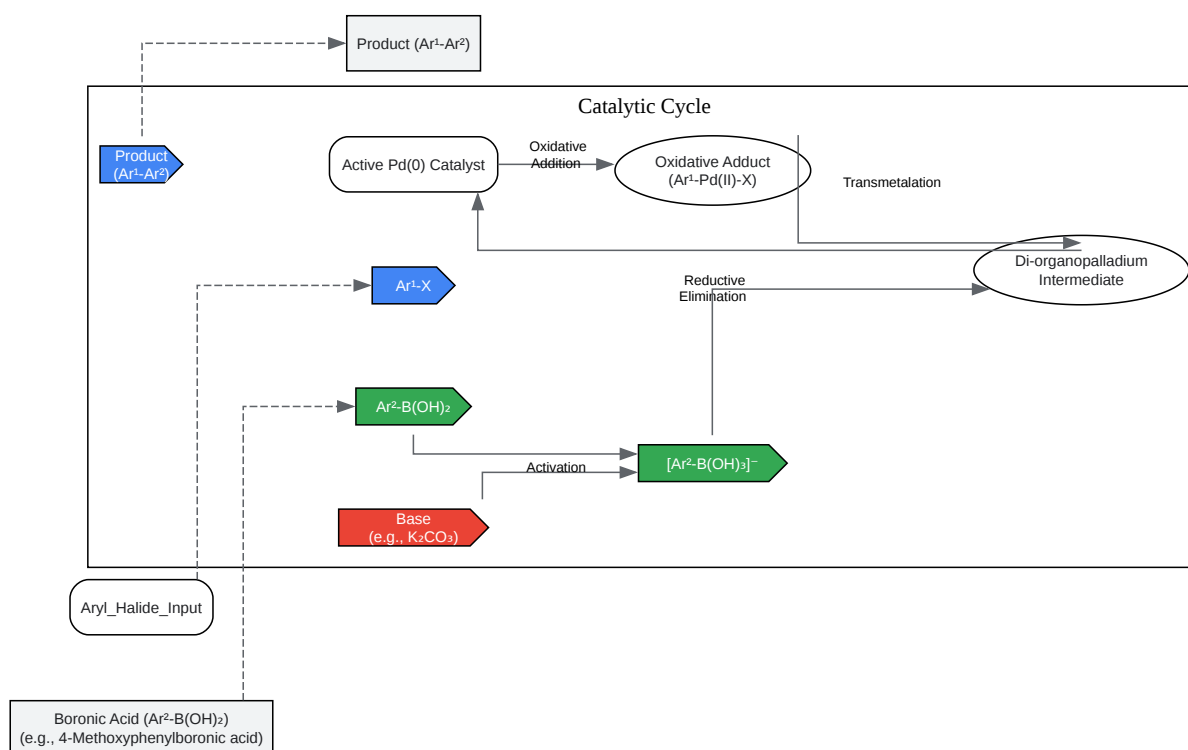 Product (Ar¹-Ar²)
Catalytic Cycle
Product
(Ar¹-Ar²)
Active Pd(0) Catalyst
Oxidative
Addition
Oxidative Adduct
(Ar¹-Pd(II)-X)
Transmetalation
Di-organopalladium
Intermediate
Ar¹-X
Reductive
Elimination
Ar²-B(OH)₂
Activation
[Ar²-B(OH)₃]⁻
Base
(e.g., K₂CO₃)
Aryl_Halide_Input
Boronic Acid (Ar²-B(OH)₂)
(e.g., 4-Methoxyphenylboronic acid)